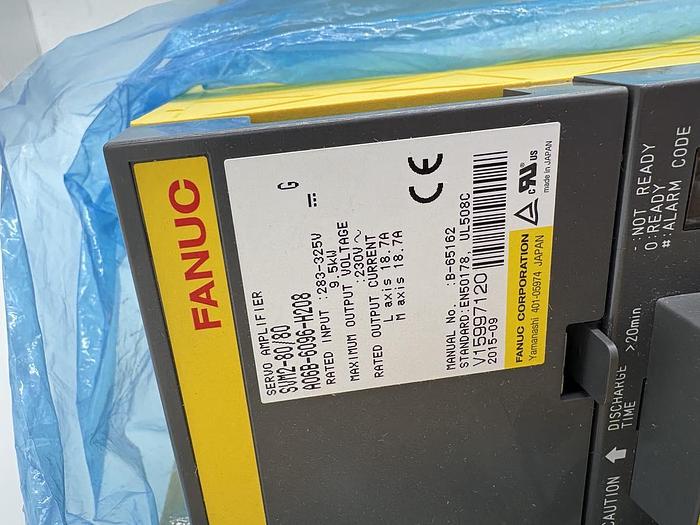 FANUC
SERVO AMPLIFIER
SVM2-80/80
A06B-6096-H208 G
RATED INPUT :283-325V ⎓
9.5kW
MAXIMUM OUTPUT VOLTAGE
:230V ~
RATED OUTPUT CURRENT
L axis 18.7A
M axis 18.7A
CE
MANUAL No. :B-65162
STANDARD:EN50178. UL508C
V15997120
2015-09
c UL US
made in JAPAN
FANUC CORPORATION
Yamanashi 401-05974 JAPAN
-:NOT READY
0:READY
#:ALARM CODE
CAUTION ⬆ DISCHARGE TIME >20min.